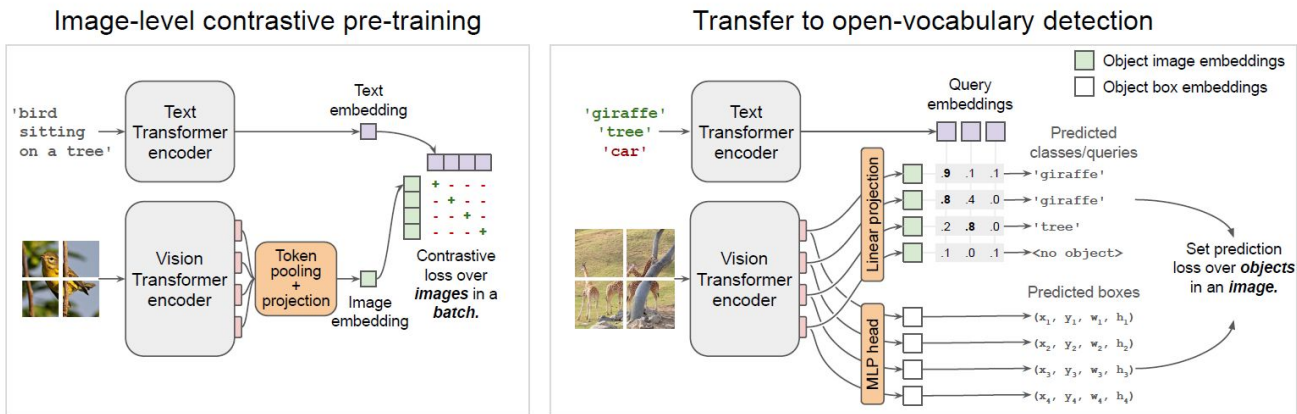 Image-level contrastive pre-training
'bird
sitting
on a tree'
Text
Transformer
encoder
Text
embedding
Vision
Transformer
encoder
Token
pooling
+
projection
Image
embedding
+ - - -
- + - -
- - + -
- - - +
Contrastive
loss over
images in a
batch.
Transfer to open-vocabulary detection
Object image embeddings
Object box embeddings
'giraffe'
'tree'
'car'
Text
Transformer
encoder
Query
embeddings
Vision
Transformer
encoder
Linear projection
MLP head
Predicted
classes/queries
.9 .1 .1 'giraffe'
.8 .4 .0 'giraffe'
.2 .8 .0 'tree'
.1 .0 .1 <no object>
Predicted boxes
(x₁, y₁, w₁, h₁)
(x₂, y₂, w₂, h₂)
(x₃, y₃, w₃, h₃)
(x₄, y₄, w₄, h₄)
Set prediction
loss over objects
in an image.